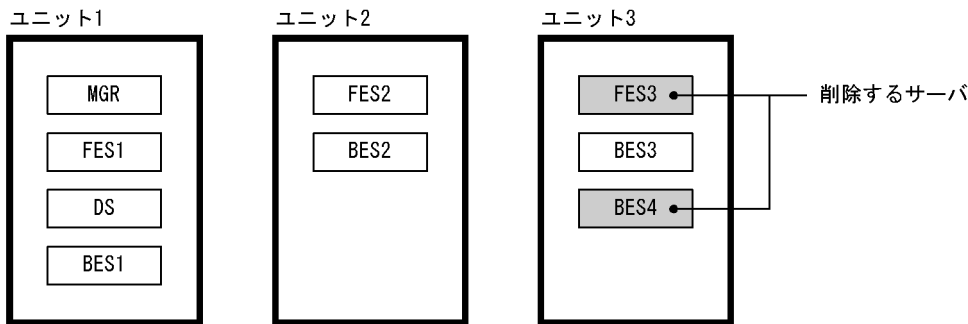 ユニット1
MGR
FES1
DS
BES1
ユニット2
FES2
BES2
ユニット3
FES3
BES3
BES4
削除するサーバ